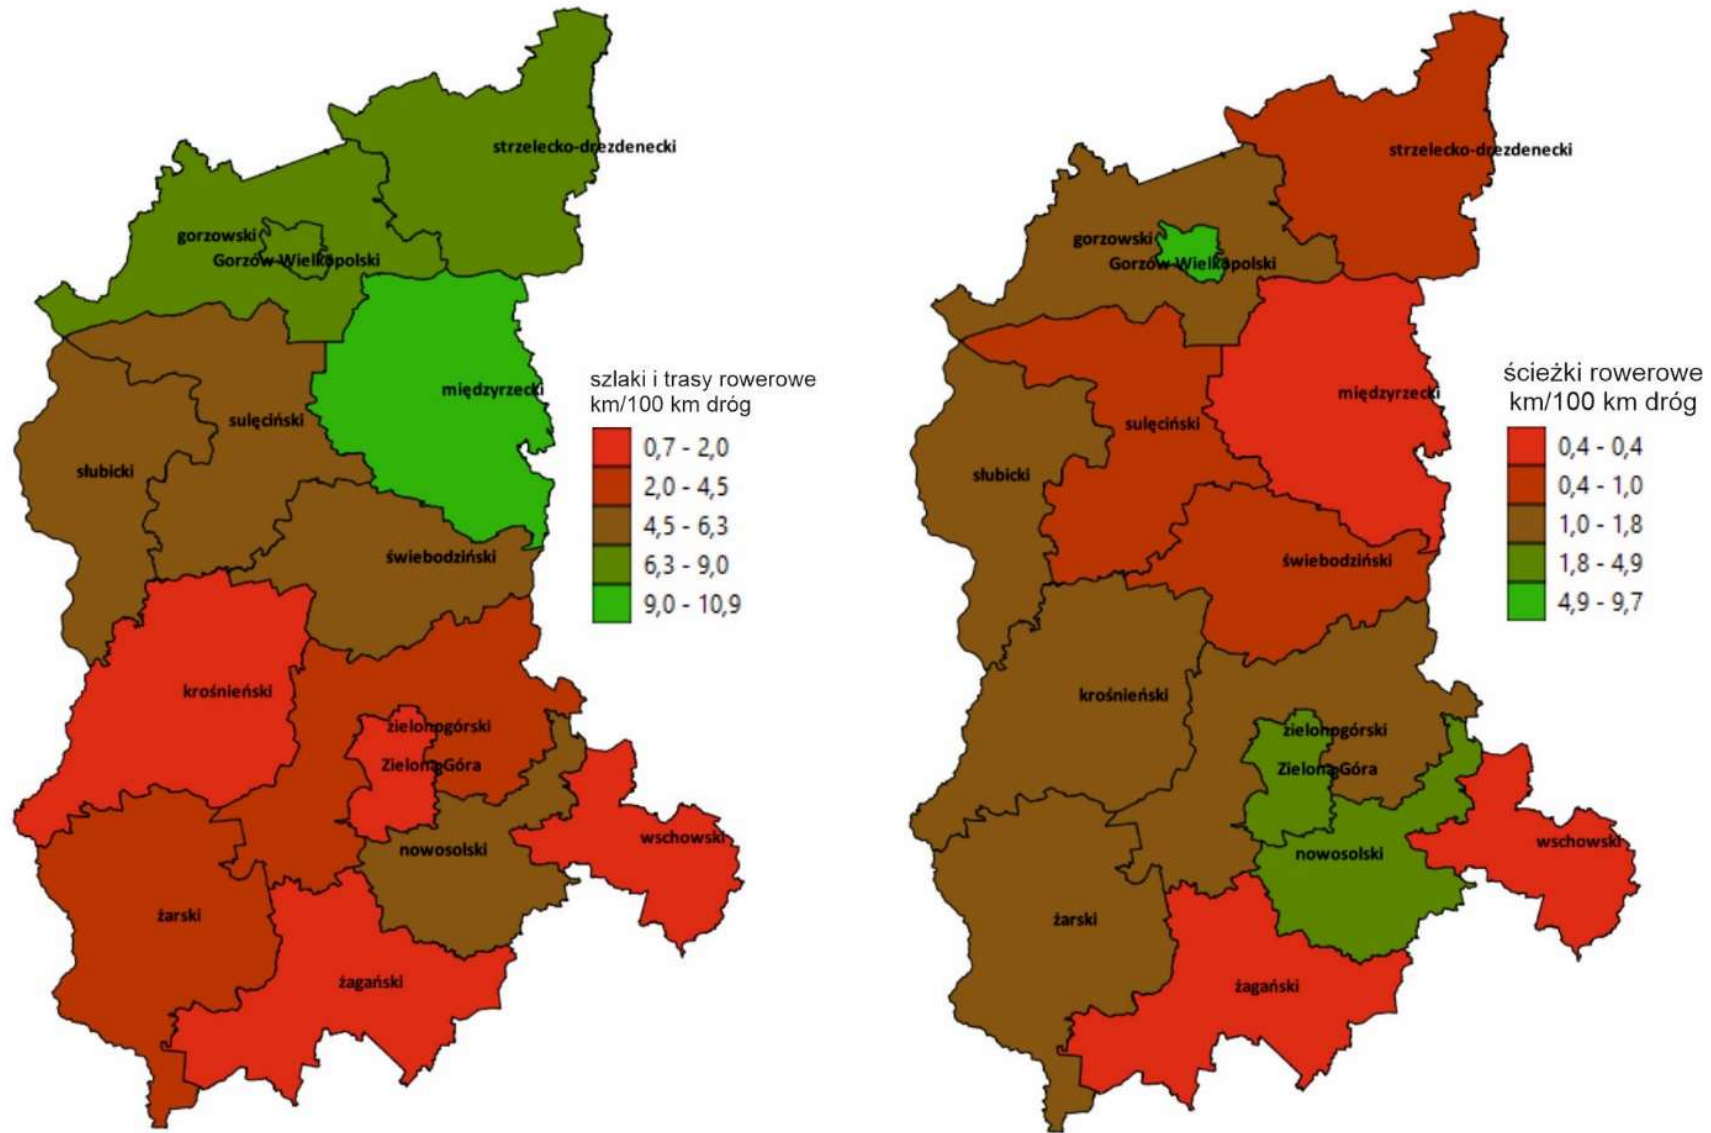 strzelecko-drezdenecki
gorzowski
Gorzów Wielkopolski
międzyrzecki
sulęciński
słubicki
świebodziński
krośnieński
zielonogórski
Zielona Góra
wschowski
nowosolski
żarski
żagański
szlaki i trasy rowerowe
km/100 km dróg
0,7 - 2,0
2,0 - 4,5
4,5 - 6,3
6,3 - 9,0
9,0 - 10,9
strzelecko-drezdenecki
gorzowski
Gorzów Wielkopolski
międzyrzecki
sulęciński
słubicki
świebodziński
krośnieński
zielonogórski
Zielona Góra
wschowski
nowosolski
żarski
żagański
ścieżki rowerowe
km/100 km dróg
0,4 - 0,4
0,4 - 1,0
1,0 - 1,8
1,8 - 4,9
4,9 - 9,7